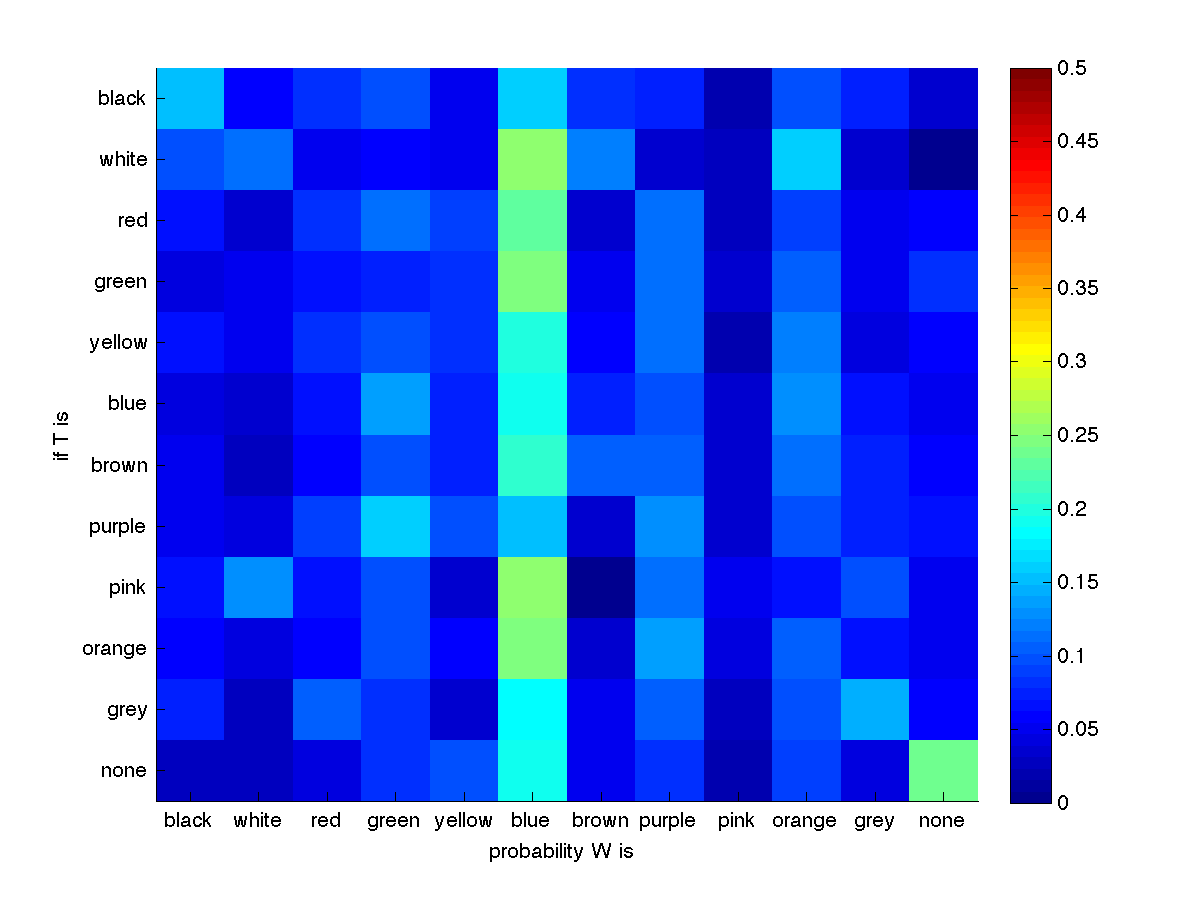 black
white
red
green
yellow
blue
brown
purple
pink
orange
grey
none
if T is
black white red green yellow blue brown purple pink orange grey none
probability W is
0.5
0.45
0.4
0.35
0.3
0.25
0.2
0.15
0.1
0.05
0